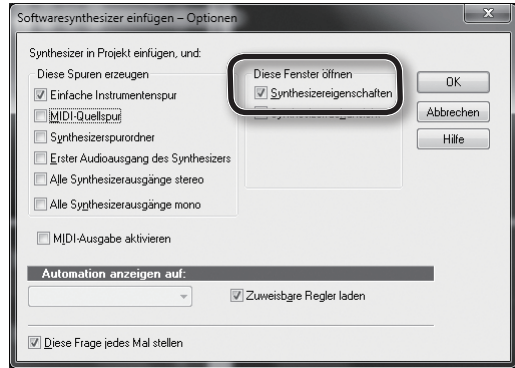 Softwaresynthesizer einfügen – Optionen
Synthesizer in Projekt einfügen, und:
Diese Spuren erzeugen
Einfache Instrumentenspur
MIDI-Quellspur
Synthesizerspurordner
Erster Audioausgang des Synthesizers
Alle Synthesizerausgänge stereo
Alle Synthesizerausgänge mono
Diese Fenster öffnen
Synthesizereigenschaften
OK
Abbrechen
Hilfe
MIDI-Ausgabe aktivieren
Automation anzeigen auf:
Zuweisbare Regler laden
Diese Frage jedes Mal stellen